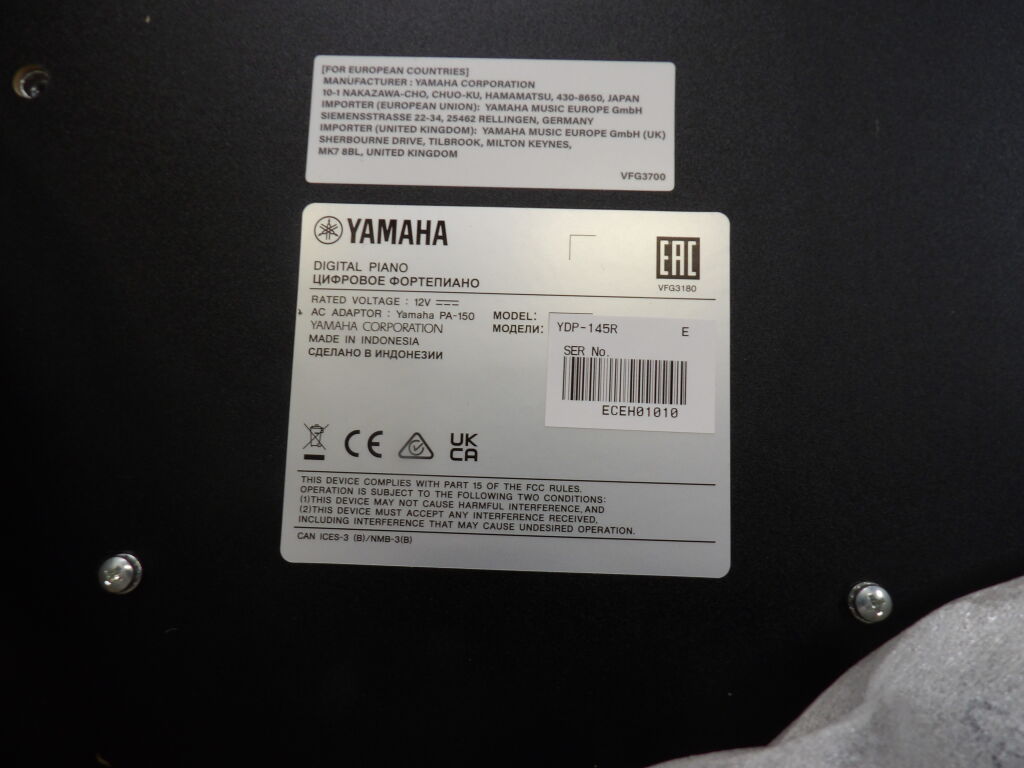 [FOR EUROPEAN COUNTRIES]
MANUFACTURER : YAMAHA CORPORATION
10-1 NAKAZAWA-CHO, CHUO-KU, HAMAMATSU, 430-8650, JAPAN
IMPORTER (EUROPEAN UNION): YAMAHA MUSIC EUROPE GmbH
SIEMENSSTRASSE 22-34, 25462 RELLINGEN, GERMANY
IMPORTER (UNITED KINGDOM): YAMAHA MUSIC EUROPE GmbH (UK)
SHERBOURNE DRIVE, TILBROOK, MILTON KEYNES,
MK7 8BL, UNITED KINGDOM
VFG3700
YAMAHA
EAC
VFG3180
DIGITAL PIANO
ЦИФРОВОЕ ФОРТЕПИАНО
RATED VOLTAGE : 12V
AC ADAPTOR : Yamaha PA-150
YAMAHA CORPORATION
MADE IN INDONESIA
СДЕЛАНО В ИНДОНЕЗИИ
MODEL:
МОДЕЛИ:
YDP-145R E
SER No.
ECEH01010
CE
UK
CA
THIS DEVICE COMPLIES WITH PART 15 OF THE FCC RULES.
OPERATION IS SUBJECT TO THE FOLLOWING TWO CONDITIONS:
(1)THIS DEVICE MAY NOT CAUSE HARMFUL INTERFERENCE, AND
(2)THIS DEVICE MUST ACCEPT ANY INTERFERENCE RECEIVED,
INCLUDING INTERFERENCE THAT MAY CAUSE UNDESIRED OPERATION.
CAN ICES-3 (B)/NMB-3(B)